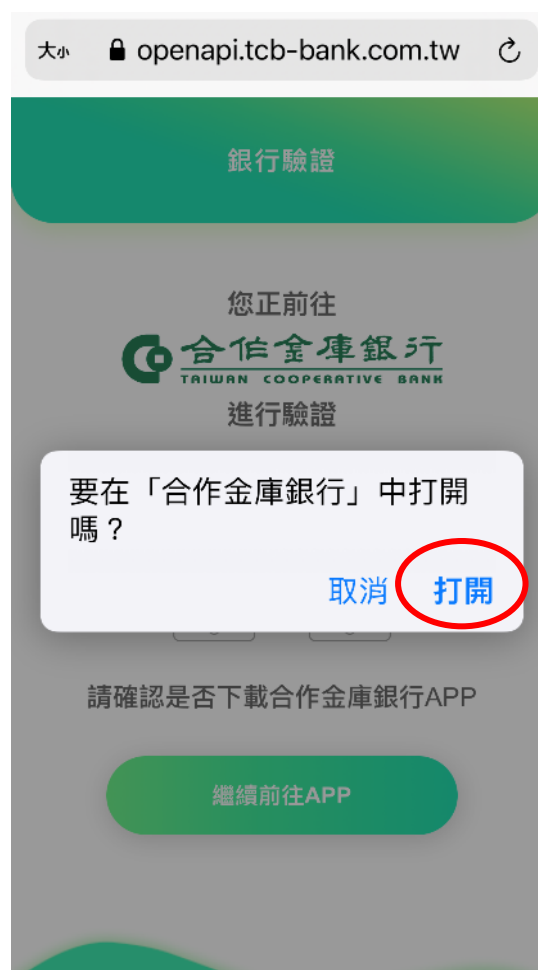 大小 openapi.tcb-bank.com.tw
銀行驗證
您正前往
合作金庫銀行
TAIWAN COOPERATIVE BANK
進行驗證
要在「合作金庫銀行」中打開
嗎？
取消 打開
請確認是否下載合作金庫銀行APP
繼續前往APP